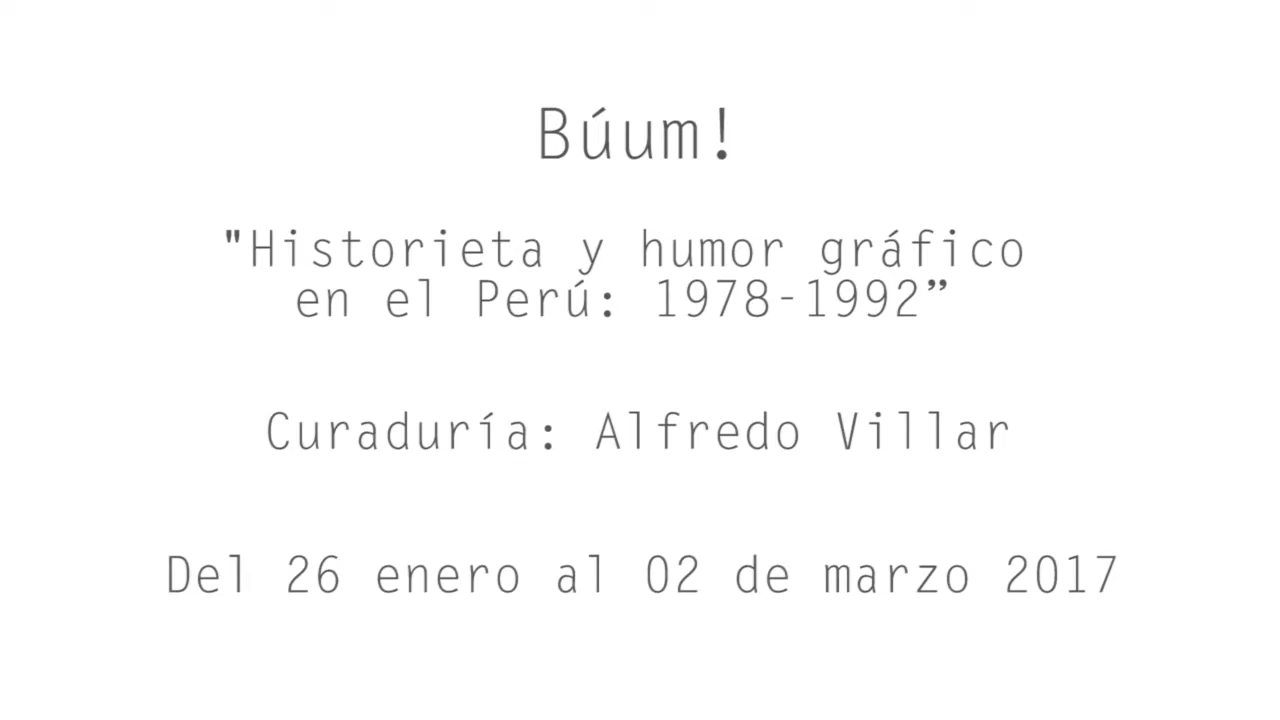 Búum!
"Historieta y humor gráfico
en el Perú: 1978-1992”
Curaduría: Alfredo Villar
Del 26 enero al 02 de marzo 2017